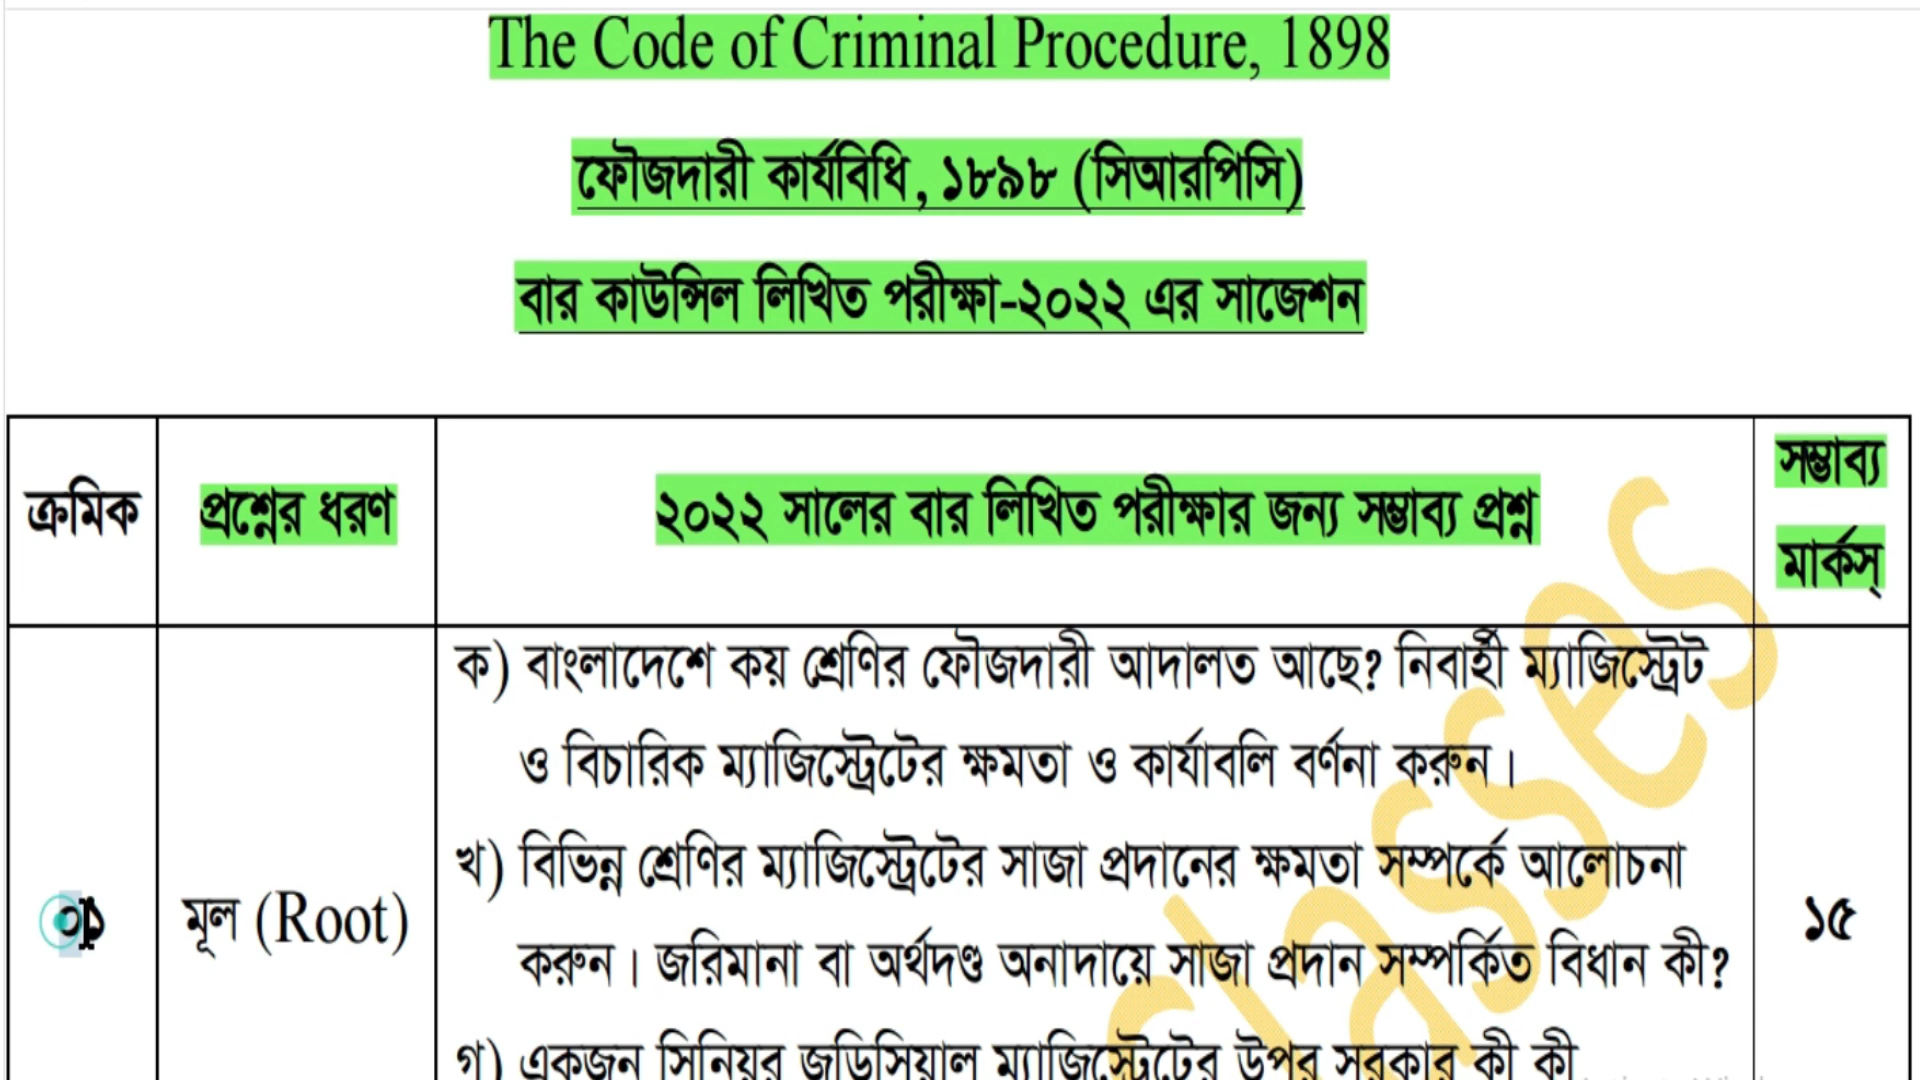 The Code of Criminal Procedure, 1898
ফৌজদারী কার্যবিধি, ১৮৯৮ (সিআরপিসি)
বার কাউন্সিল লিখিত পরীক্ষা-২০২২ এর সাজেশন
ক্রমিক
প্রশ্নের ধরণ
২০২২ সালের বার লিখিত পরীক্ষার জন্য সম্ভাব্য প্রশ্ন
সম্ভাব্য
মার্কস্
০১
মূল (Root)
ক) বাংলাদেশে কয় শ্রেণির ফৌজদারী আদালত আছে? নিবার্হী ম্যাজিস্ট্রেট
ও বিচারিক ম্যাজিস্ট্রেটের ক্ষমতা ও কার্যাবলি বর্ণনা করুন।
খ) বিভিন্ন শ্রেণির ম্যাজিস্ট্রেটের সাজা প্রদানের ক্ষমতা সম্পর্কে আলোচনা
করুন। জরিমানা বা অর্থদণ্ড অনাদায়ে সাজা প্রদান সম্পর্কিত বিধান কী?
গ) একজন সিনিয়র জুডিসিয়াল ম্যাজিস্ট্রেটের উপর সরকার কী কী
১৫
classes